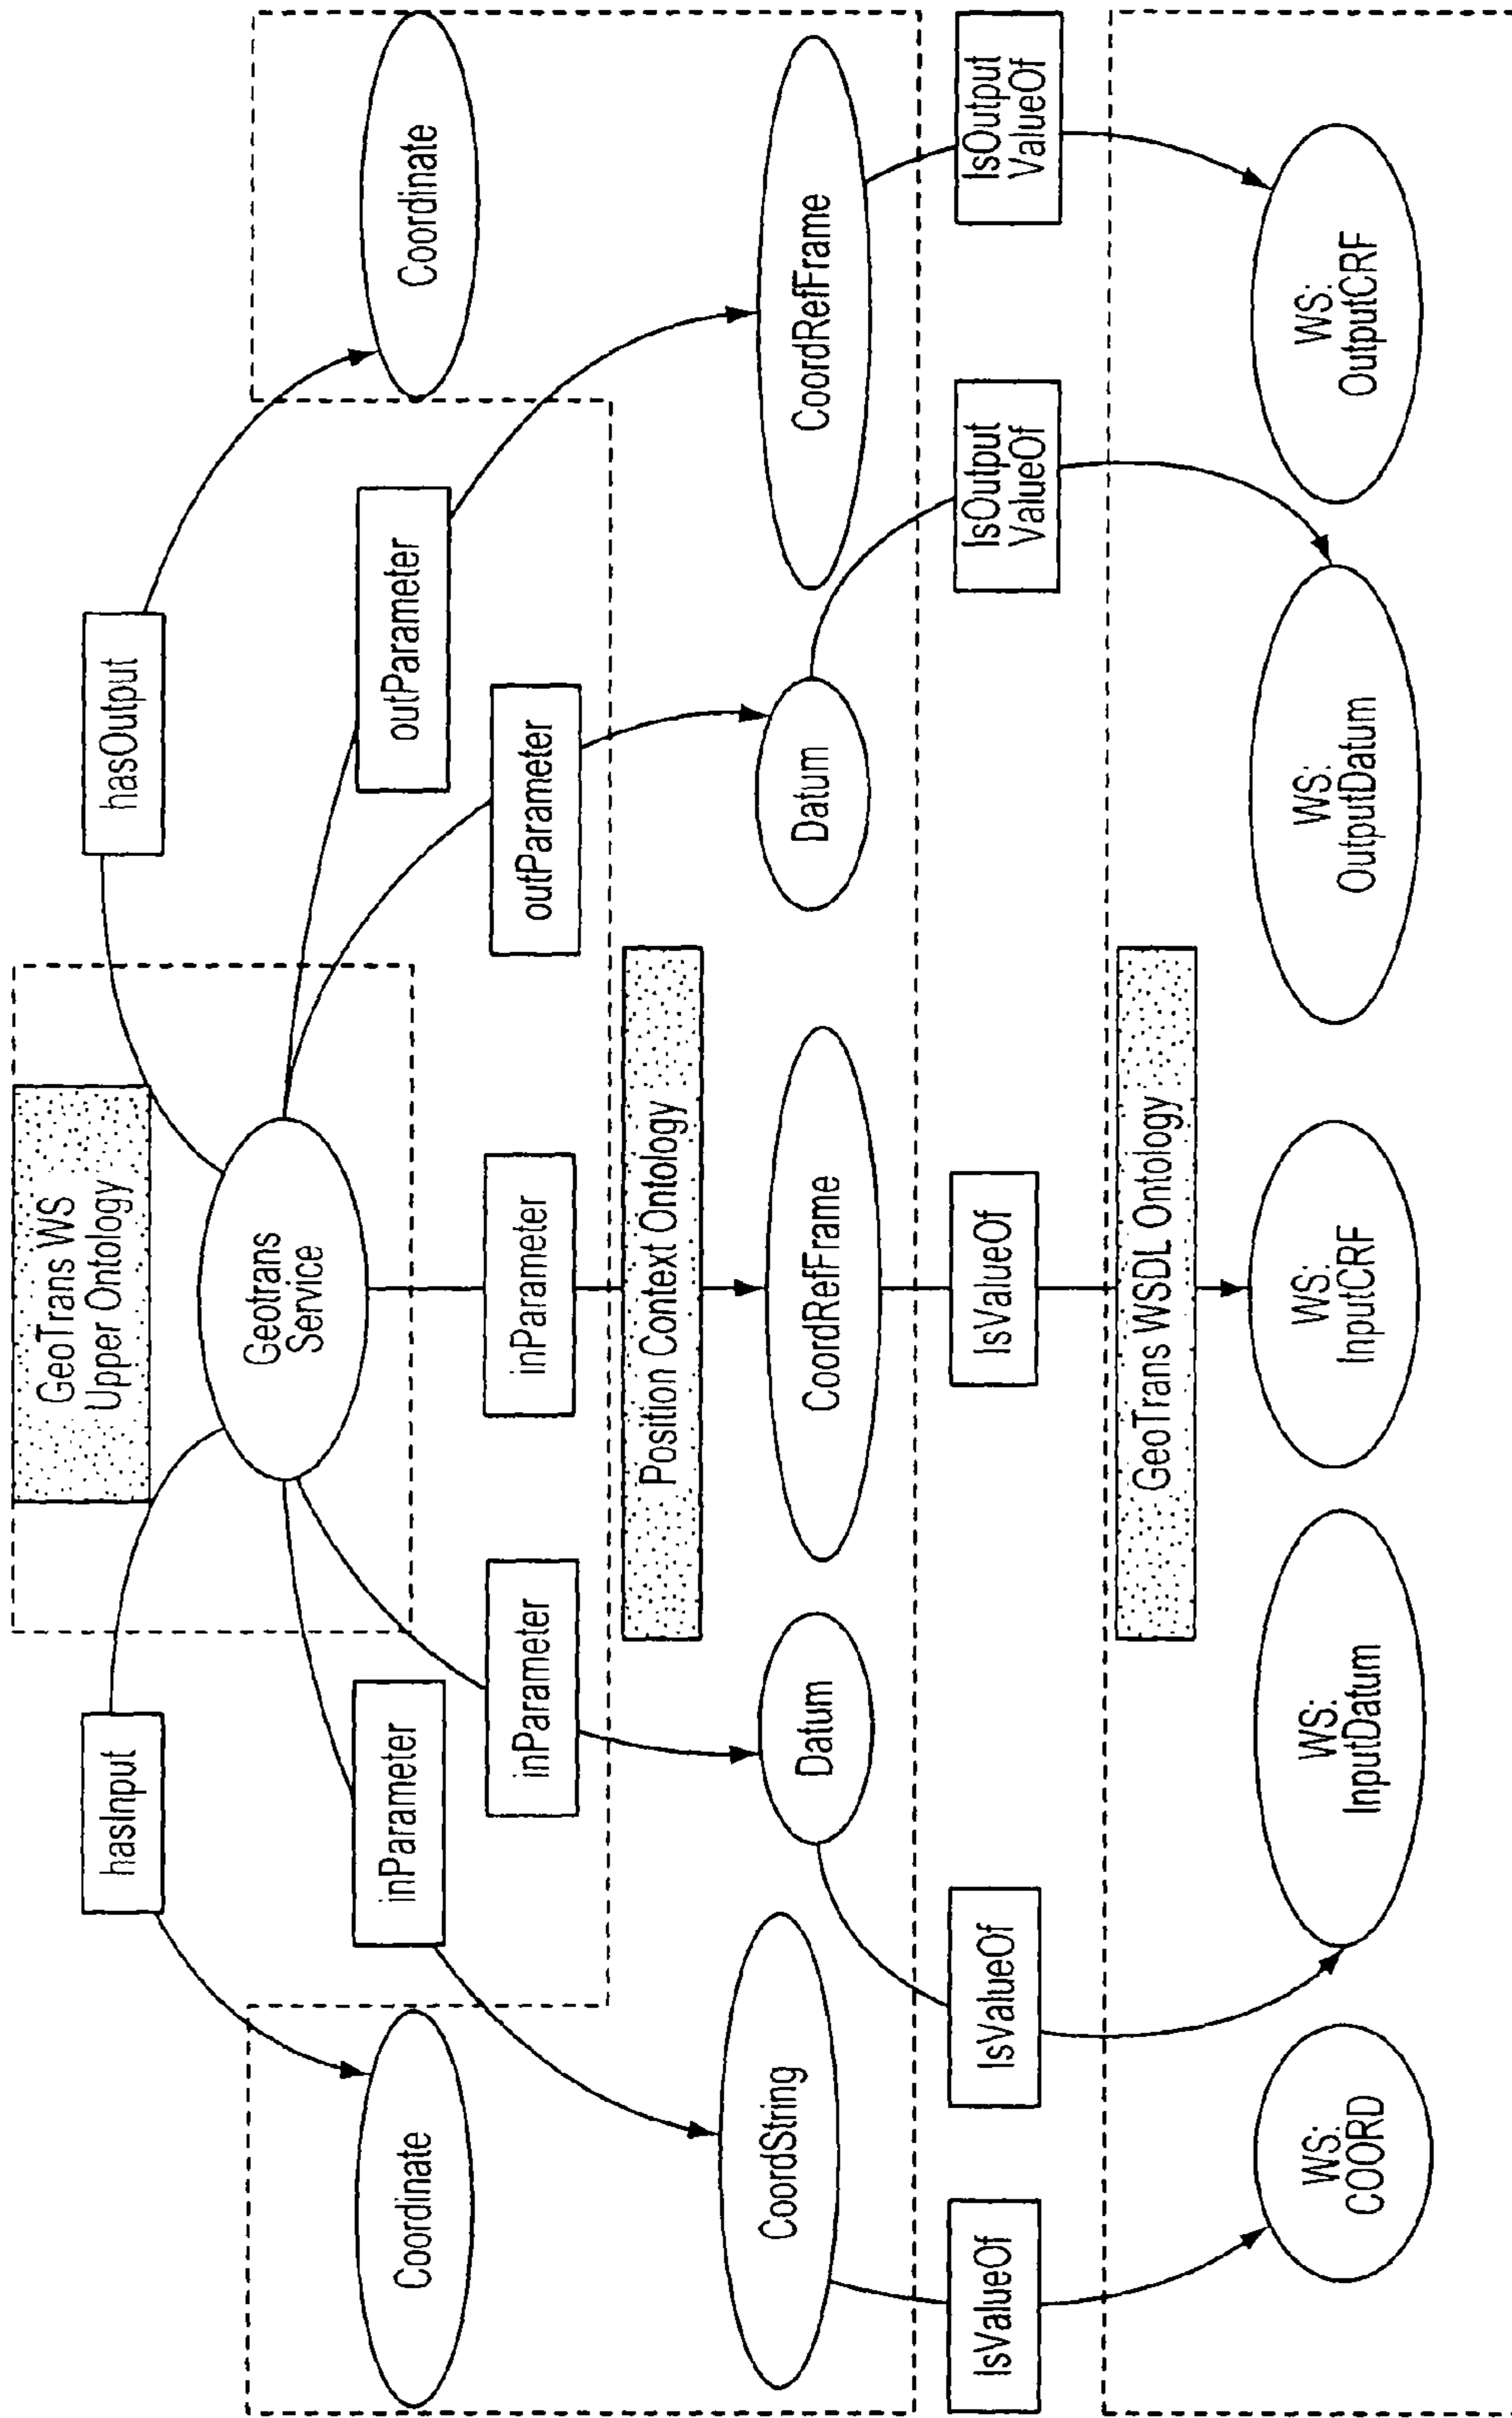 GeoTrans WS
Upper Ontology
hasInput
hasOutput
Geotrans
Service
Coordinate
inParameter
outParameter
Coordinate
inParameter
inParameter
outParameter
Position Context Ontology
CoordString
Datum
CoordRefFrame
Datum
CoordRefFrame
IsValueOf
IsValueOf
IsValueOf
IsOutput
ValueOf
IsOutput
ValueOf
GeoTrans WSDL Ontology
WS:
COORD
WS:
InputDatum
WS:
InputCRF
WS:
OutputDatum
WS:
OutputCRF